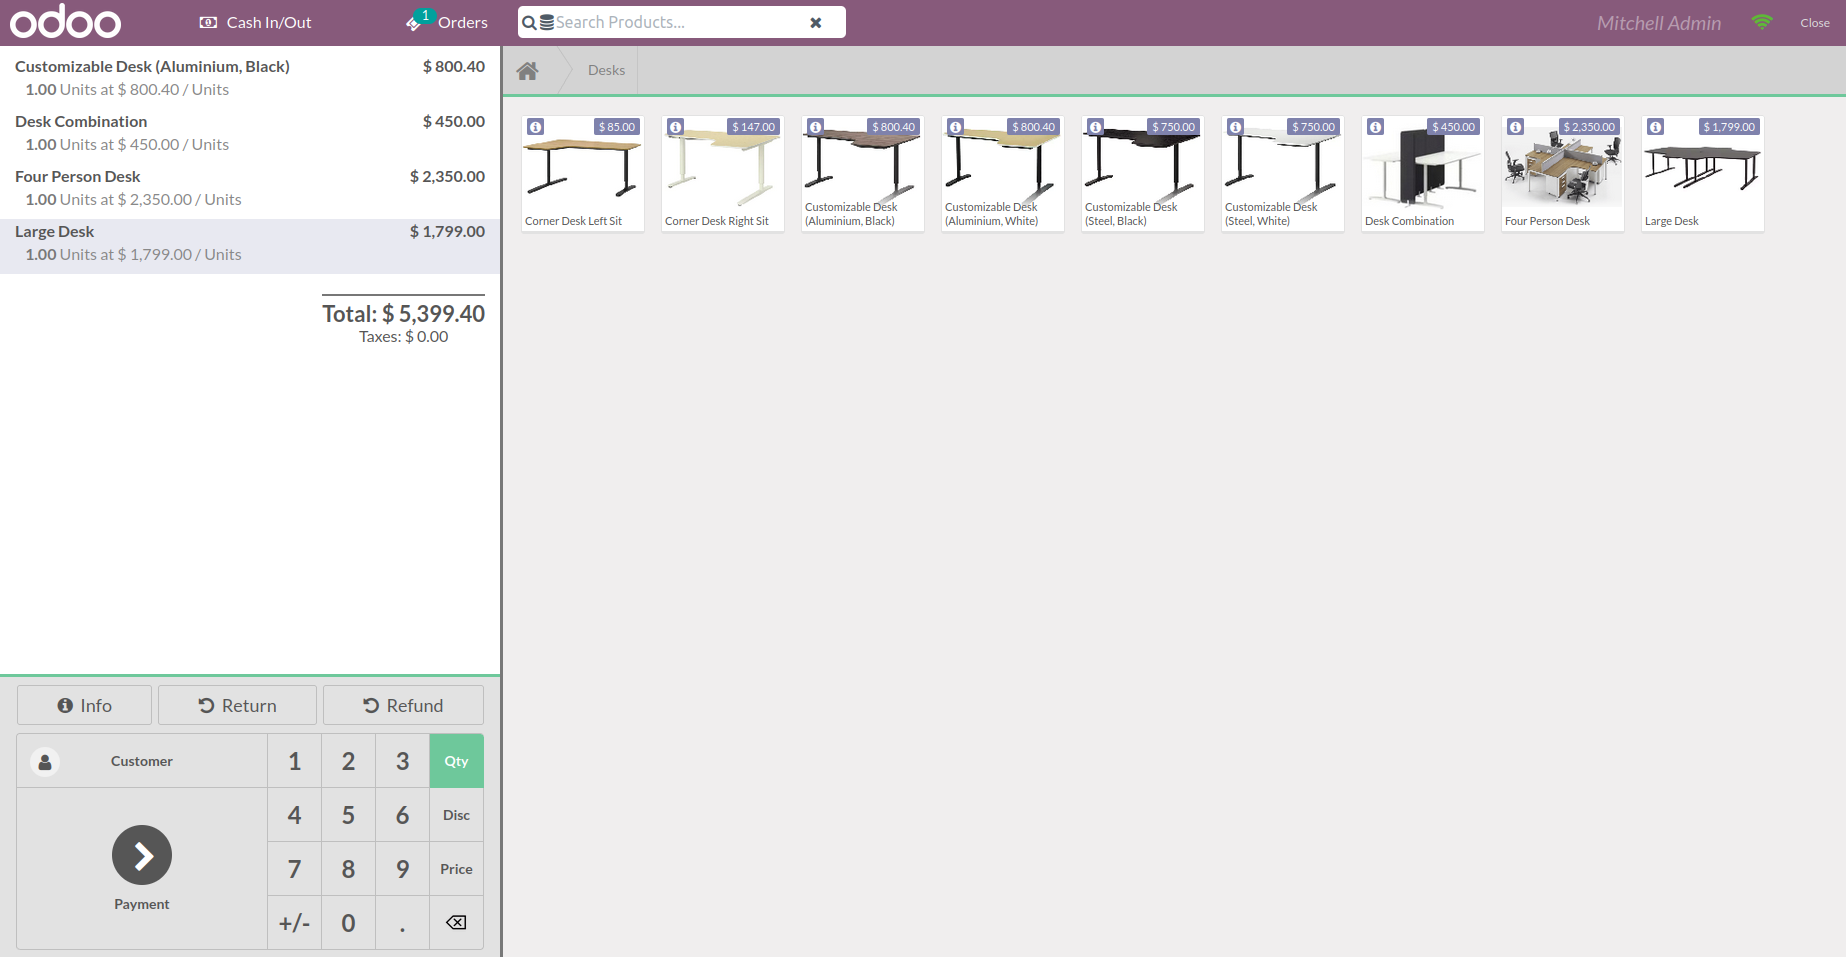 odoo
Cash In/Out
1
Orders
Search Products...
Mitchell Admin
Close
Customizable Desk (Aluminium, Black) $ 800.40
1.00 Units at $ 800.40 / Units
Desk Combination $ 450.00
1.00 Units at $ 450.00 / Units
Four Person Desk $ 2,350.00
1.00 Units at $ 2,350.00 / Units
Large Desk $ 1,799.00
1.00 Units at $ 1,799.00 / Units
Total: $ 5,399.40
Taxes: $ 0.00
Info
Return
Refund
Customer
1 2 3 Qty
4 5 6 Disc
7 8 9 Price
+/- 0 .
Payment
Desks
$ 85.00
Corner Desk Left Sit
$ 147.00
Corner Desk Right Sit
$ 800.40
Customizable Desk
(Aluminium, Black)
$ 800.40
Customizable Desk
(Aluminium, White)
$ 750.00
Customizable Desk
(Steel, Black)
$ 750.00
Customizable Desk
(Steel, White)
$ 450.00
Desk Combination
$ 2,350.00
Four Person Desk
$ 1,799.00
Large Desk